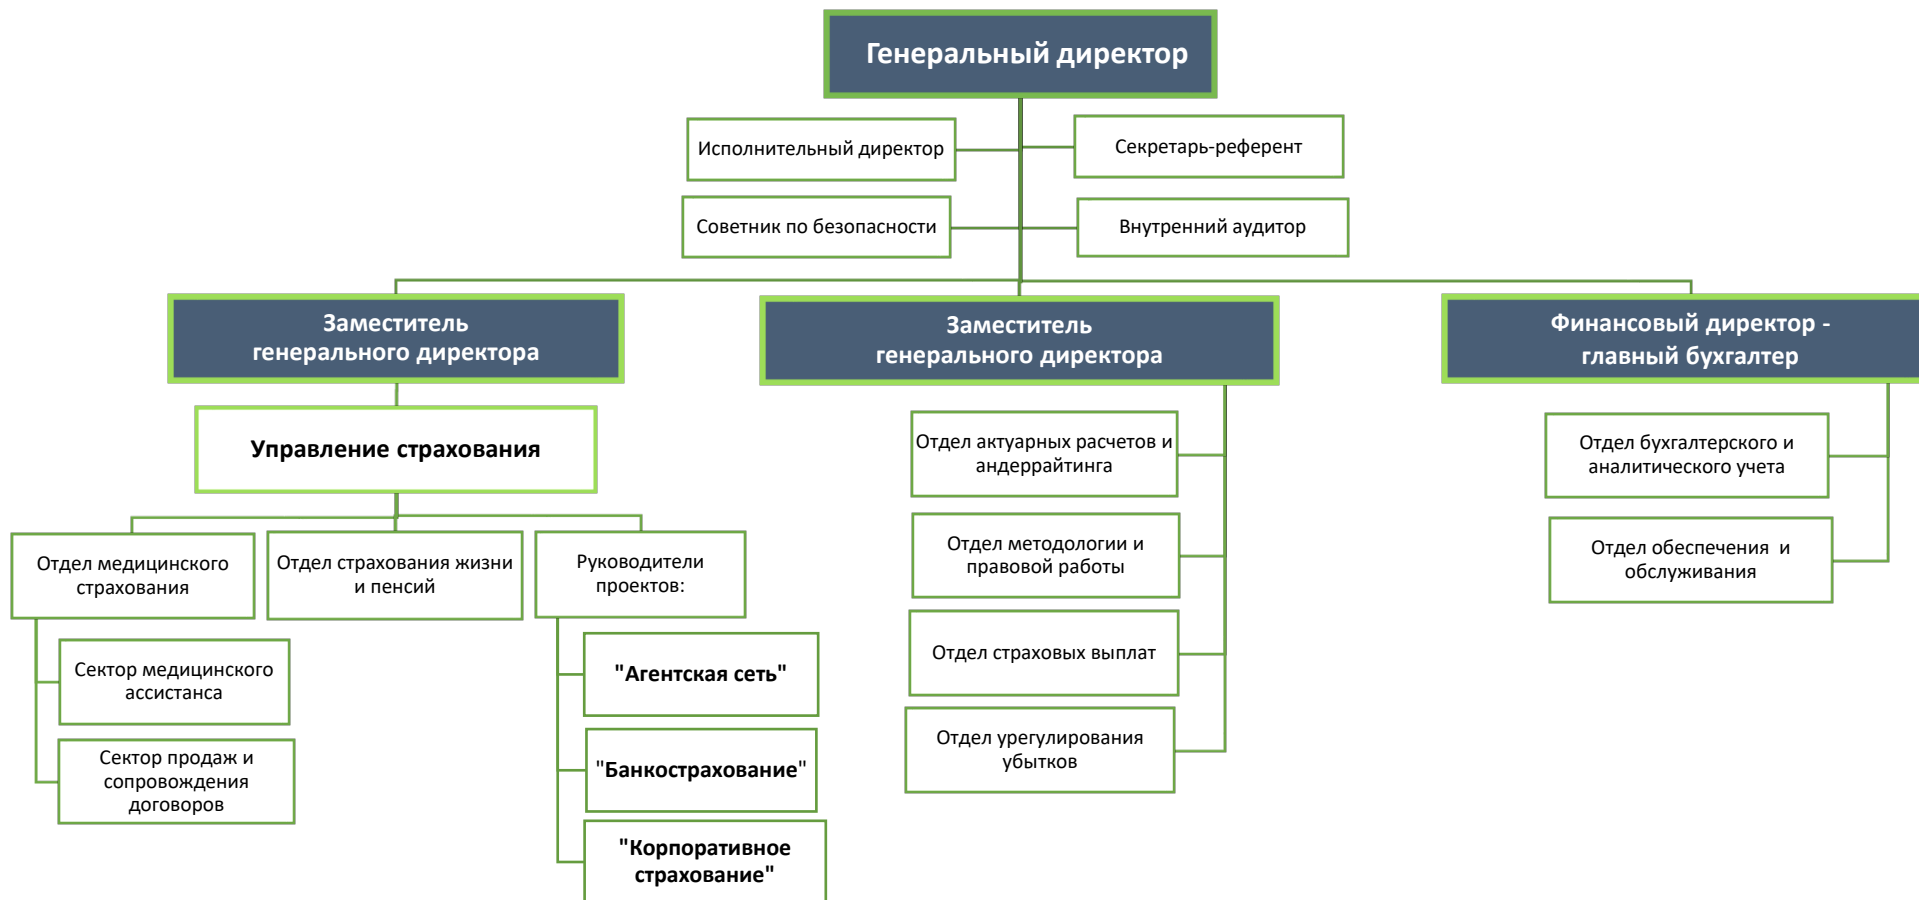 Генеральный директор
Исполнительный директор
Секретарь-референт
Советник по безопасности
Внутренний аудитор
Заместитель
генерального директора
Заместитель
генерального директора
Финансовый директор -
главный бухгалтер
Управление страхования
Отдел медицинского
страхования
Отдел страхования жизни
и пенсий
Руководители
проектов:
Сектор медицинского
ассистанса
Сектор продаж и
сопровождения
договоров
"Агентская сеть"
"Банкострахование"
"Корпоративное
страхование"
Отдел актуарных расчетов и
андеррайтинга
Отдел методологии и
правовой работы
Отдел страховых выплат
Отдел урегулирования
убытков
Отдел бухгалтерского и
аналитического учета
Отдел обеспечения и
обслуживания